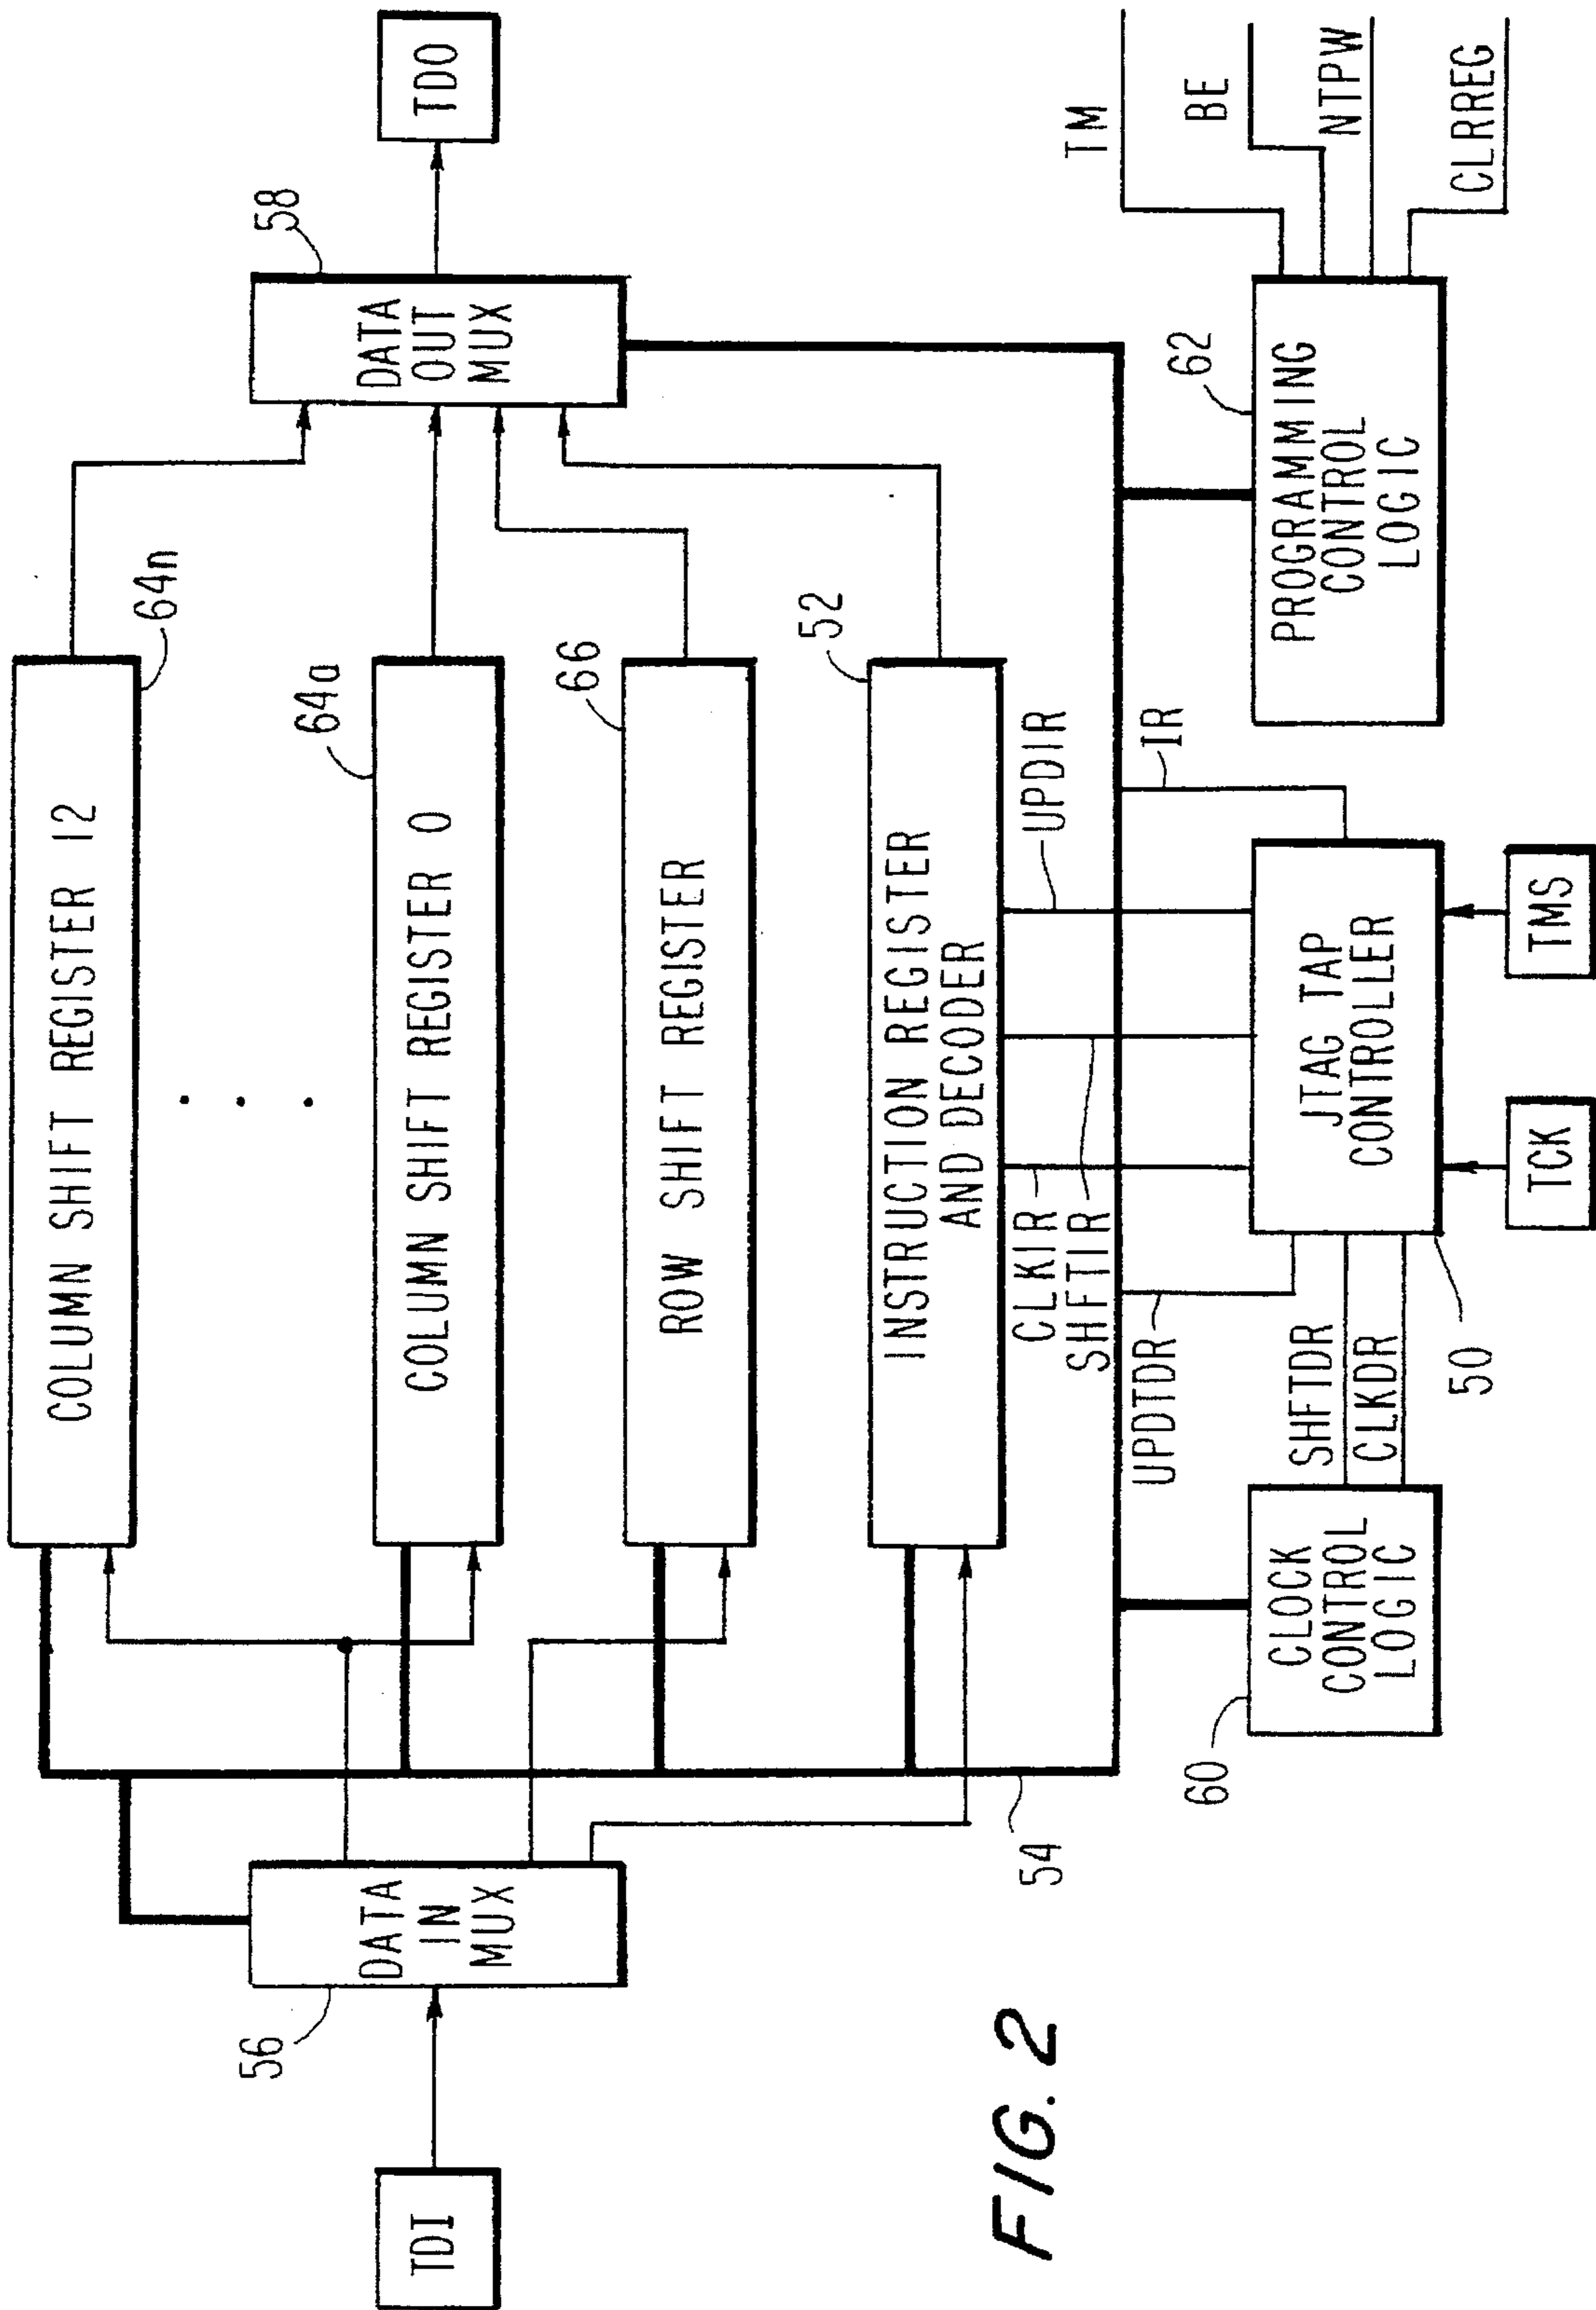 COLUMN SHIFT REGISTER 12
64n
COLUMN SHIFT REGISTER 0
64a
ROW SHIFT REGISTER
66
INSTRUCTION REGISTER
AND DECODER
52
TDI
56
DATA
IN
MUX
58
DATA
OUT
MUX
TDO
54
CLKIR
SHFTIR
UPDIR
UPDTDR
IR
60
CLOCK
CONTROL
LOGIC
SHFTDR
CLKDR
50
JTAG TAP
CONTROLLER
TCK
TMS
62
PROGRAMMING
CONTROL
LOGIC
TM
BE
NTPW
CLRREG
FIG. 2